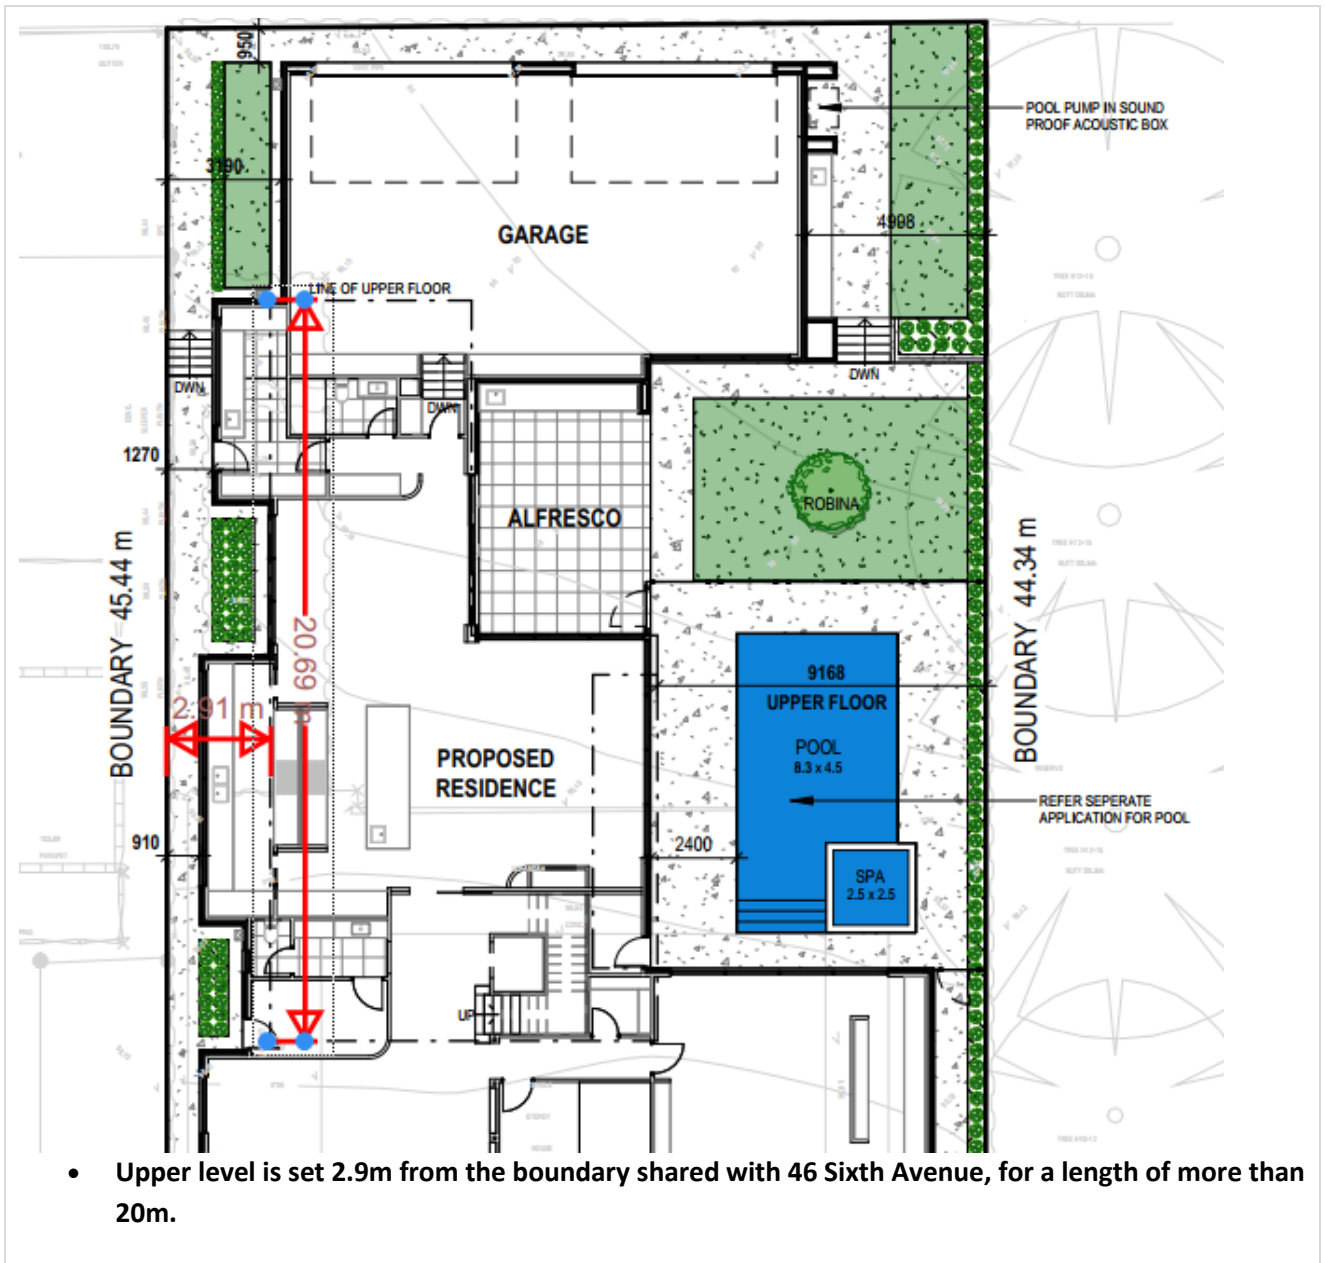 950
POOL PUMP IN SOUND
PROOF ACOUSTIC BOX
3190
4998
GARAGE
LINE OF UPPER FLOOR
DWN
DWN
DWN
1270
ALFRESCO
ROBINA
BOUNDARY 45.44 m
BOUNDARY 44.34 m
20.69 m
2.91 m
9168
UPPER FLOOR
POOL
8.3 x 4.5
PROPOSED
RESIDENCE
REFER SEPERATE
APPLICATION FOR POOL
910
2400
SPA
2.5 x 2.5
UP
• Upper level is set 2.9m from the boundary shared with 46 Sixth Avenue, for a length of more than
20m.